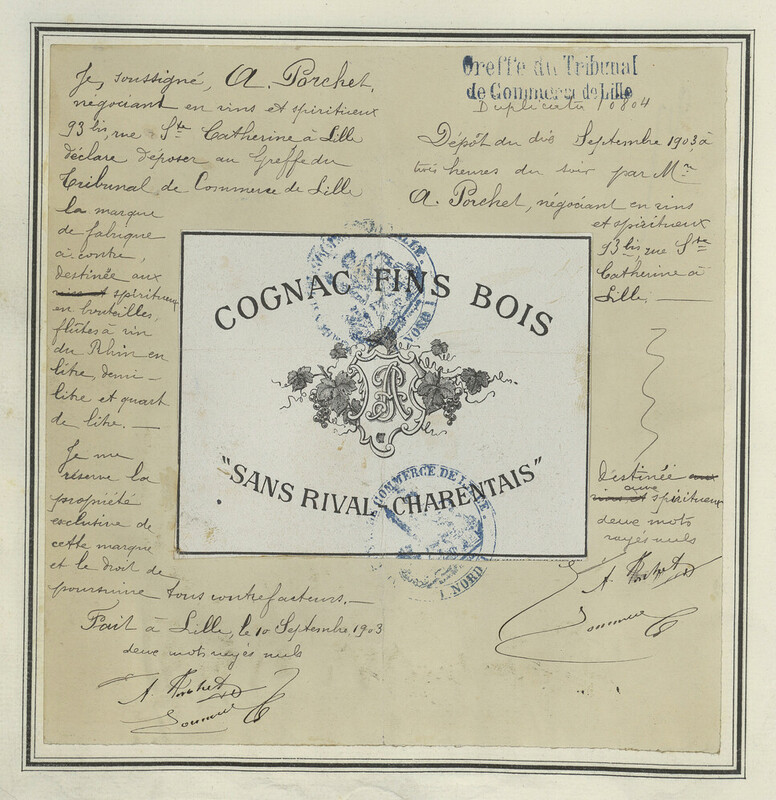 Je, soussigné, A. Porchet,
négociant en vins et spiritueux
93 bis, rue Ste Catherine à Lille
déclare déposer au Greffe du
Tribunal de Commerce de Lille
la marque
de fabrique
ci-contre,
destinée aux
vins et spiritueux
en bouteilles,
flûtes à vin
du Rhin en
litre, demi-
litre et quart
de litre. —
Je me
réserve la
propriété
exclusive de
cette marque
et le droit de
poursuivre tous contrefacteurs. —
Fait à Lille, le 10 Septembre 1903
deux mots rayés nuls
A. Porchet
Greffe du Tribunal
de Commerce de Lille
Duplicata 10804
Dépôt du dix Septembre 1903 à
trois heures du soir par Mr
A. Porchet, négociant en vins
et spiritueux
93 bis, rue Ste
Catherine à
Lille. —
Destinée aux
aux
vins et spiritueux
deux mots
rayés nuls
A. Porchet
COGNAC FINS BOIS
"SANS RIVAL CHARENTAIS"
COMMERCE DE LILLE.
NORD